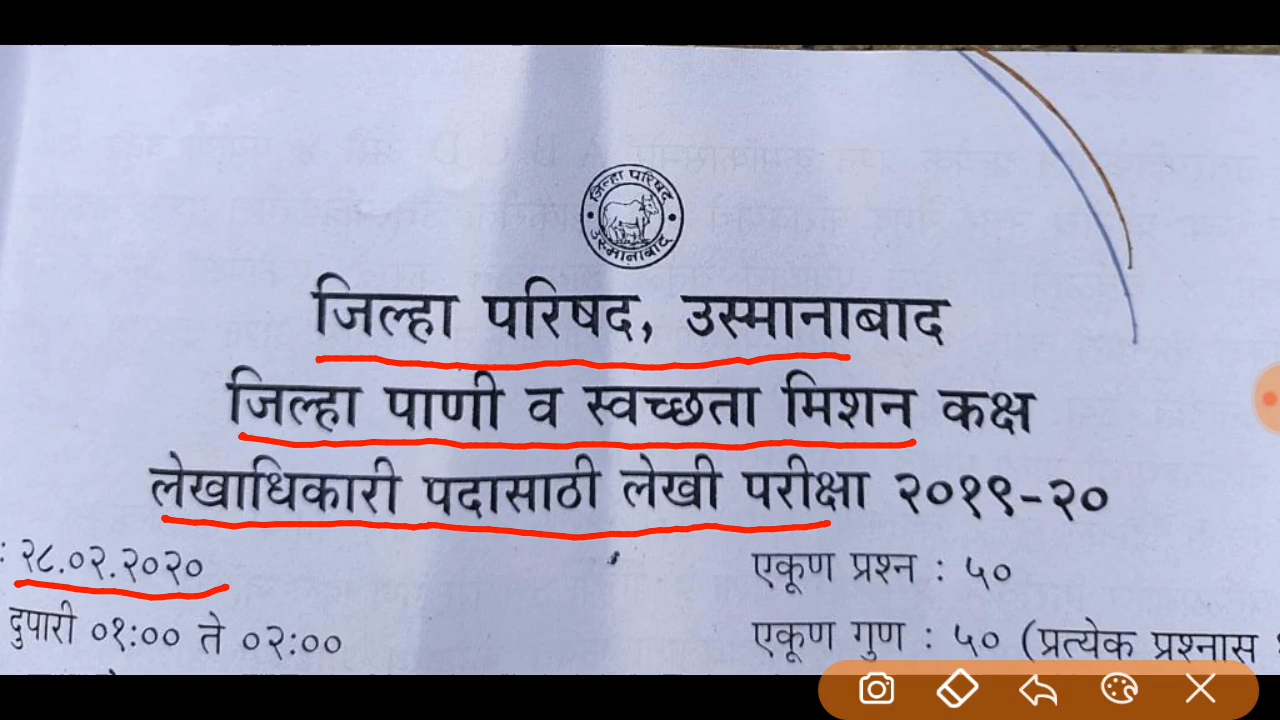 जिल्हा परिषद
उस्मानाबाद
जिल्हा परिषद, उस्मानाबाद
जिल्हा पाणी व स्वच्छता मिशन कक्ष
लेखाधिकारी पदासाठी लेखी परीक्षा २०१९-२०
: २८.०२.२०२०
एकूण प्रश्न : ५०
दुपारी ०१:०० ते ०२:००
एकूण गुण : ५० (प्रत्येक प्रश्नास